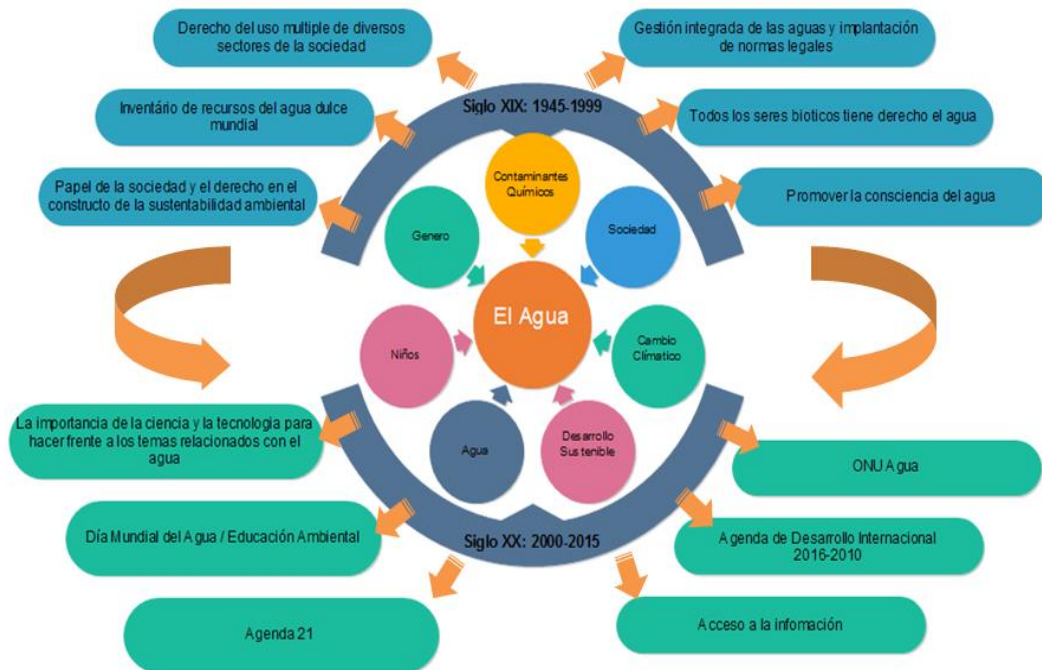 Derecho del uso multiple de diversos
sectores de la sociedad
Gestión integrada de las aguas y implantación
de normas legales
Inventário de recursos del agua dulce
mundial
Siglo XIX: 1945-1999
Todos los seres bioticos tiene derecho el agua
Papel de la sociedad y el derecho en el
constructo de la sustentabilidad ambiental
Promover la consciencia del agua
Contaminantes
Químicos
Genero
Sociedad
El Agua
Niños
Cambio
Clímatico
Agua
Desarrollo
Sustenible
La importancia de la ciencia y la tecnologia para
hacer frente a los temas relacionados con el
agua
ONU Agua
Día Mundial del Agua / Educación Ambiental
Siglo XX: 2000-2015
Agenda de Desarrollo Internacional
2016-2010
Agenda 21
Acceso a la infomación